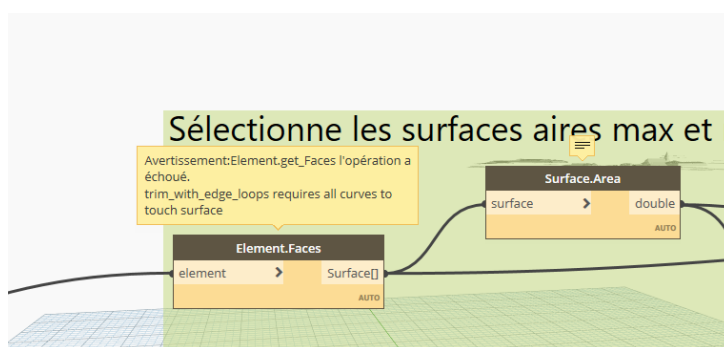 Sélectionne les surfaces aires max et
Avertissement:Element.get_Faces l'opération a
échoué.
trim_with_edge_loops requires all curves to
touch surface
Surface.Area
surface > double
AUTO
Element.Faces
element > Surface[]
AUTO